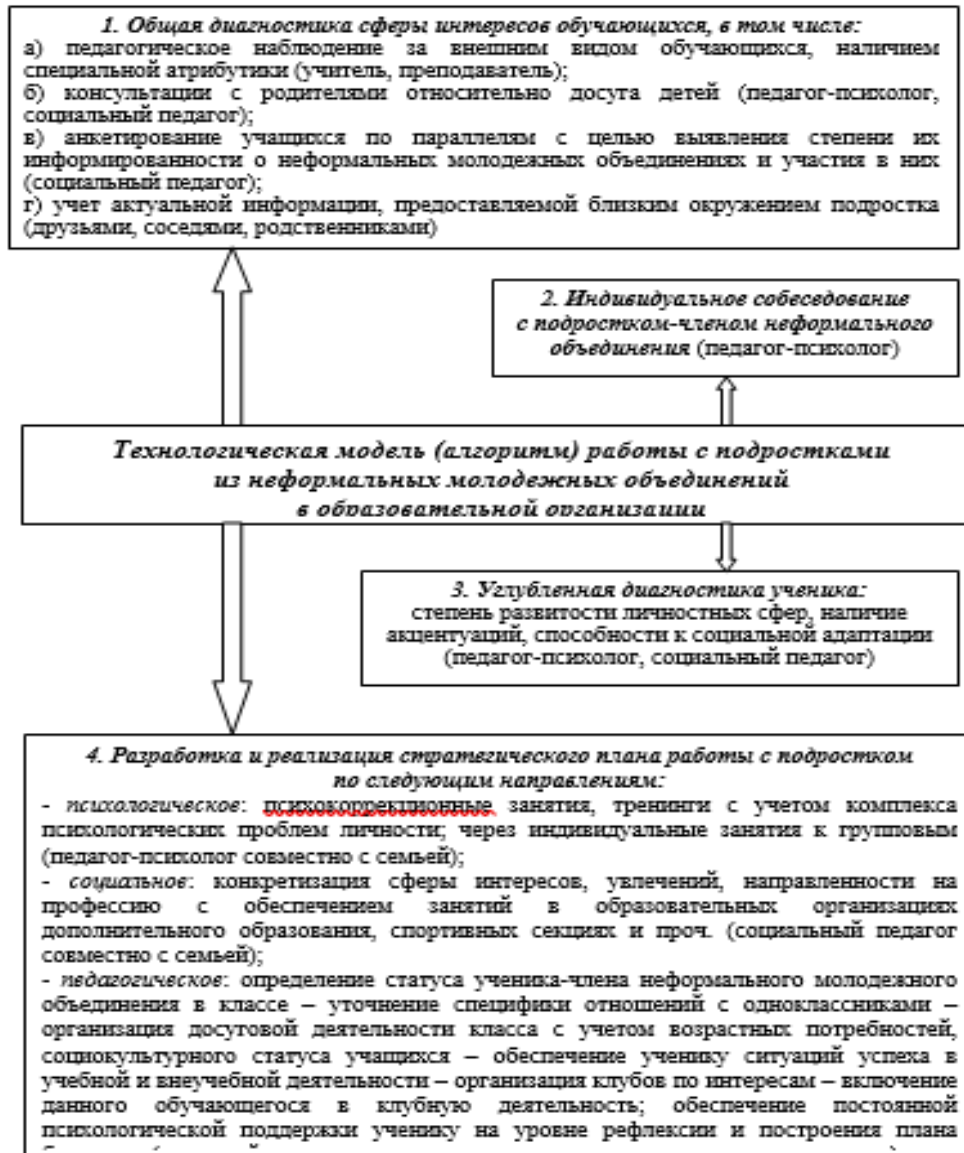 1. Общая диагностика сферы интересов обучающихся, в том числе:
а) педагогическое наблюдение за внешним видом обучающихся, наличием
специальной атрибутики (учитель, преподаватель);
б) консультации с родителями относительно досуга детей (педагог-психолог,
социальный педагог);
в) анкетирование учащихся по параллелям с целью выявления степени их
информированности о неформальных молодежных объединениях и участия в них
(социальный педагог);
г) учет актуальной информации, предоставляемой близким окружением подростка
(друзьями, соседями, родственниками)
2. Индивидуальное собеседование
с подростком-членом неформального
объединения (педагог-психолог)
Технологическая модель (алгоритм) работы с подростками
из неформальных молодежных объединений
в образовательной организации
3. Углубленная диагностика ученика:
степень развитости личностных сфер, наличие
акцентуаций, способности к социальной адаптации
(педагог-психолог, социальный педагог)
4. Разработка и реализация стратегического плана работы с подростком
по следующим направлениям:
- психологическое: психокоррекционные занятия, тренинги с учетом комплекса
психологических проблем личности; через индивидуальные занятия к групповым
(педагог-психолог совместно с семьей);
- социальное: конкретизация сферы интересов, увлечений, направленности на
профессию с обеспечением занятий в образовательных организациях
дополнительного образования, спортивных секциях и проч. (социальный педагог
совместно с семьей);
- педагогическое: определение статуса ученика-члена неформального молодежного
объединения в классе – уточнение специфики отношений с одноклассниками –
организация досуговой деятельности класса с учетом возрастных потребностей,
социокультурного статуса учащихся – обеспечение ученику ситуаций успеха в
учебной и внеучебной деятельности – организация клубов по интересам – включение
данного обучающегося в клубную деятельность; обеспечение постоянной
психологической поддержки ученику на уровне рефлексии и построения плана